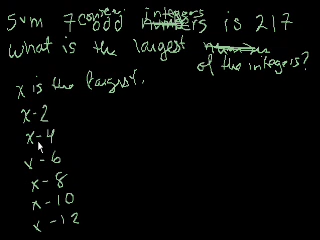 Sum 7 consec odd integers is 217
What is the largest
of the integers?
x is the largest.
x-2
x-4
x-6
x-8
x-10
x-12